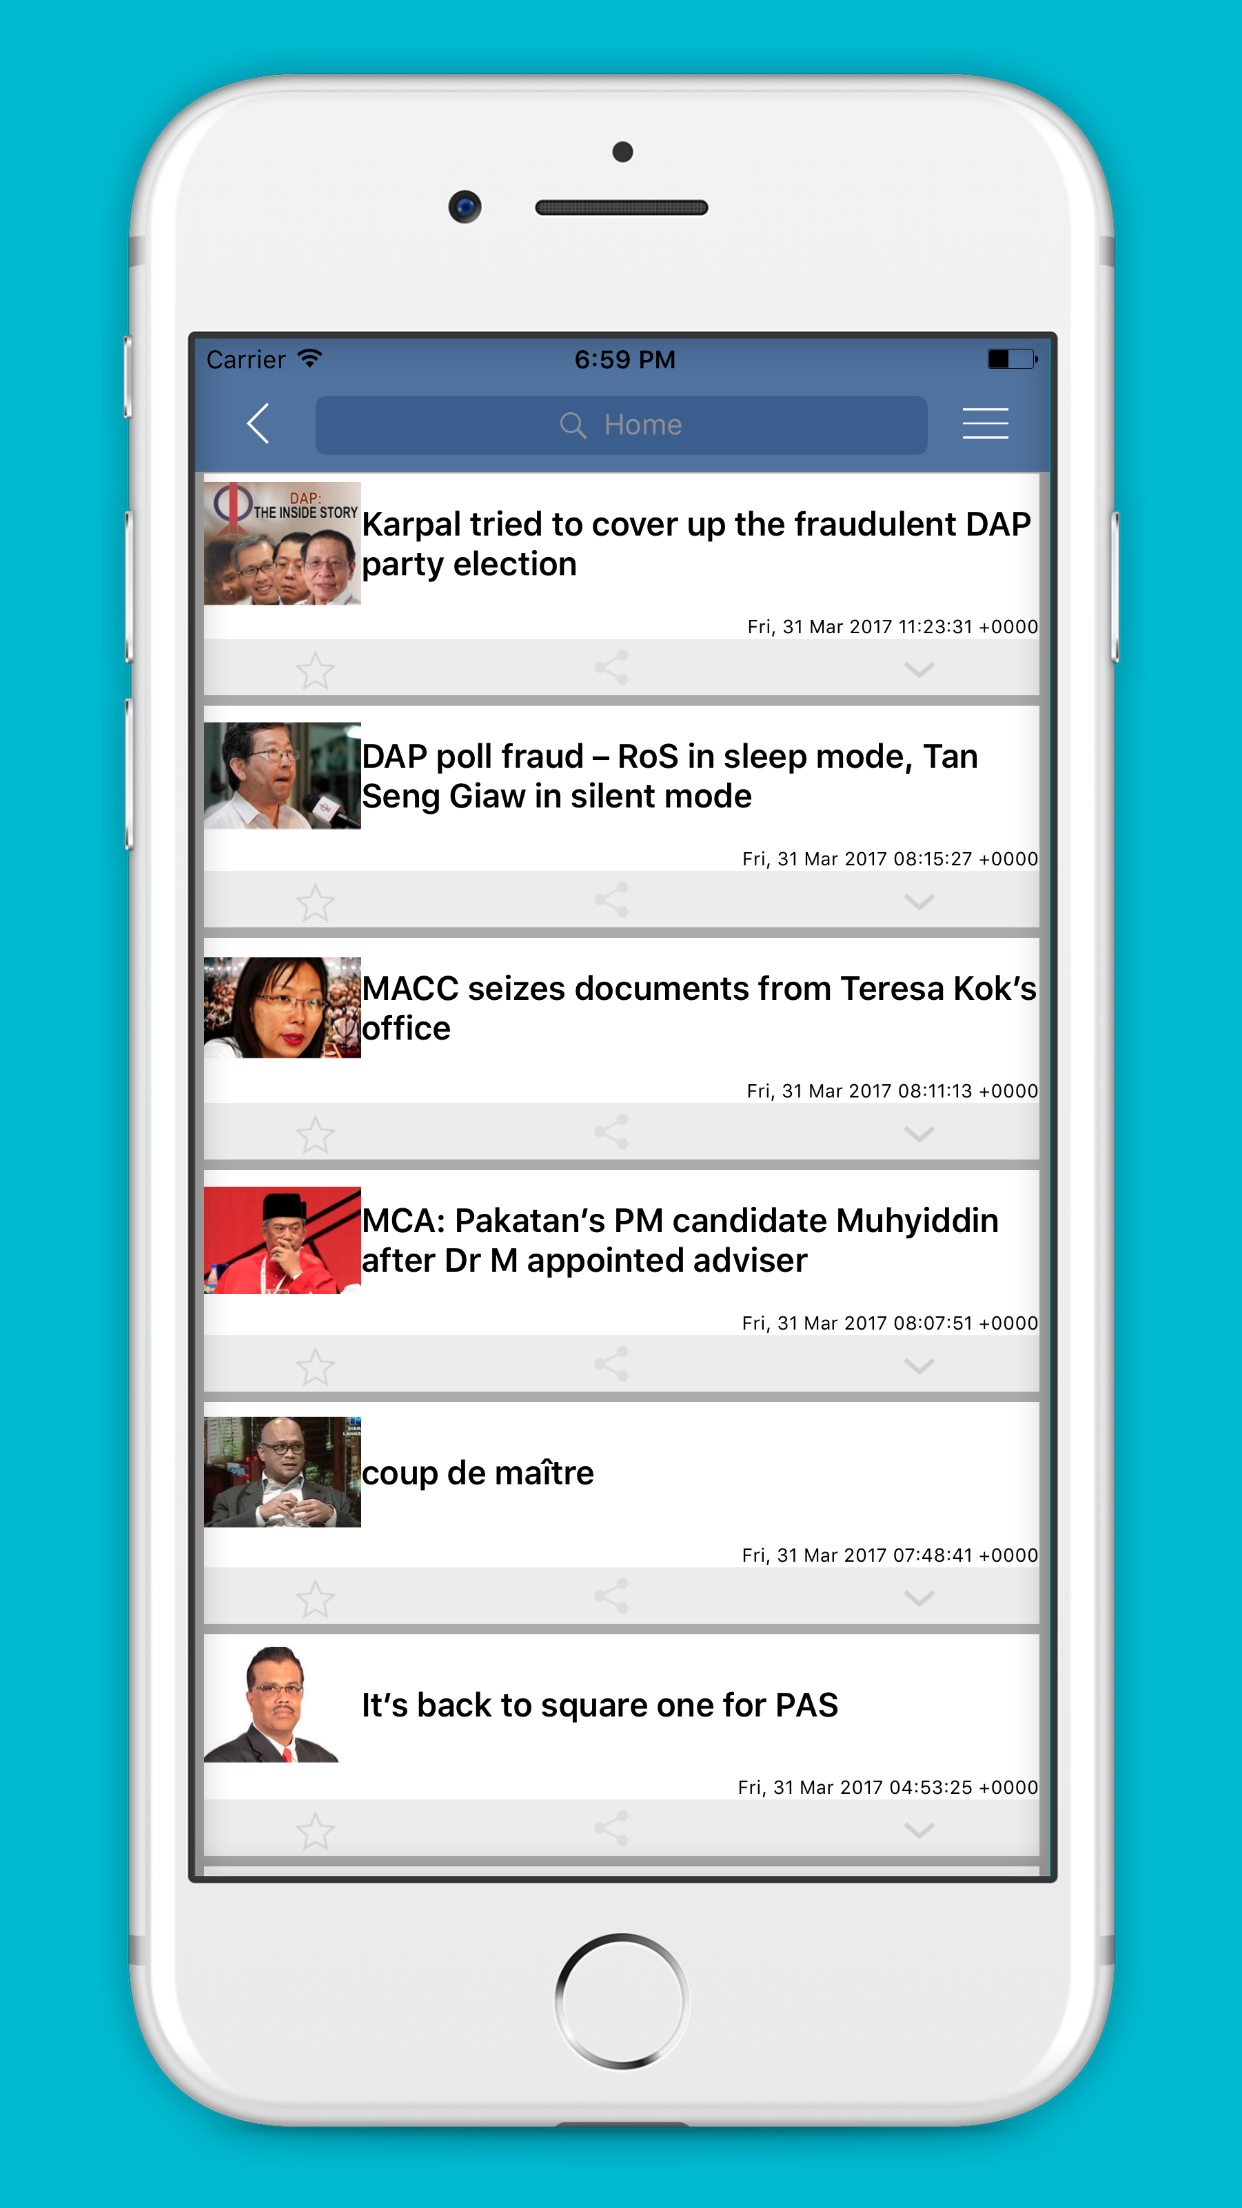 Carrier
6:59 PM
Home
DAP:
THE INSIDE STORY
Karpal tried to cover up the fraudulent DAP
party election
Fri, 31 Mar 2017 11:23:31 +0000
DAP poll fraud – RoS in sleep mode, Tan
Seng Giaw in silent mode
Fri, 31 Mar 2017 08:15:27 +0000
MACC seizes documents from Teresa Kok’s
office
Fri, 31 Mar 2017 08:11:13 +0000
MCA: Pakatan’s PM candidate Muhyiddin
after Dr M appointed adviser
Fri, 31 Mar 2017 08:07:51 +0000
coup de maître
Fri, 31 Mar 2017 07:48:41 +0000
It’s back to square one for PAS
Fri, 31 Mar 2017 04:53:25 +0000